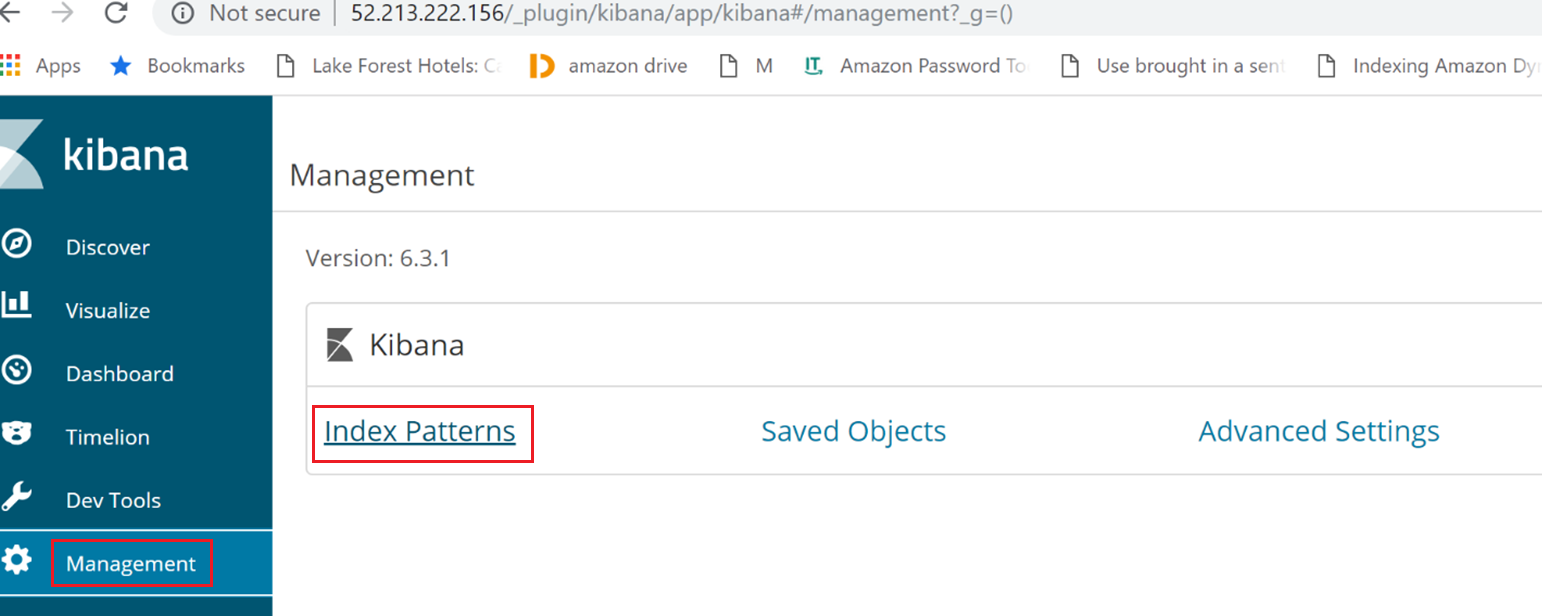 Not secure | 52.213.222.156/_plugin/kibana/app/kibana#/management?_g=()
Apps Bookmarks Lake Forest Hotels: Ca amazon drive M Amazon Password To Use brought in a sent Indexing Amazon Dy
kibana
Management
Discover
Version: 6.3.1
Visualize
Kibana
Dashboard
Index Patterns Saved Objects Advanced Settings
Timelion
Dev Tools
Management